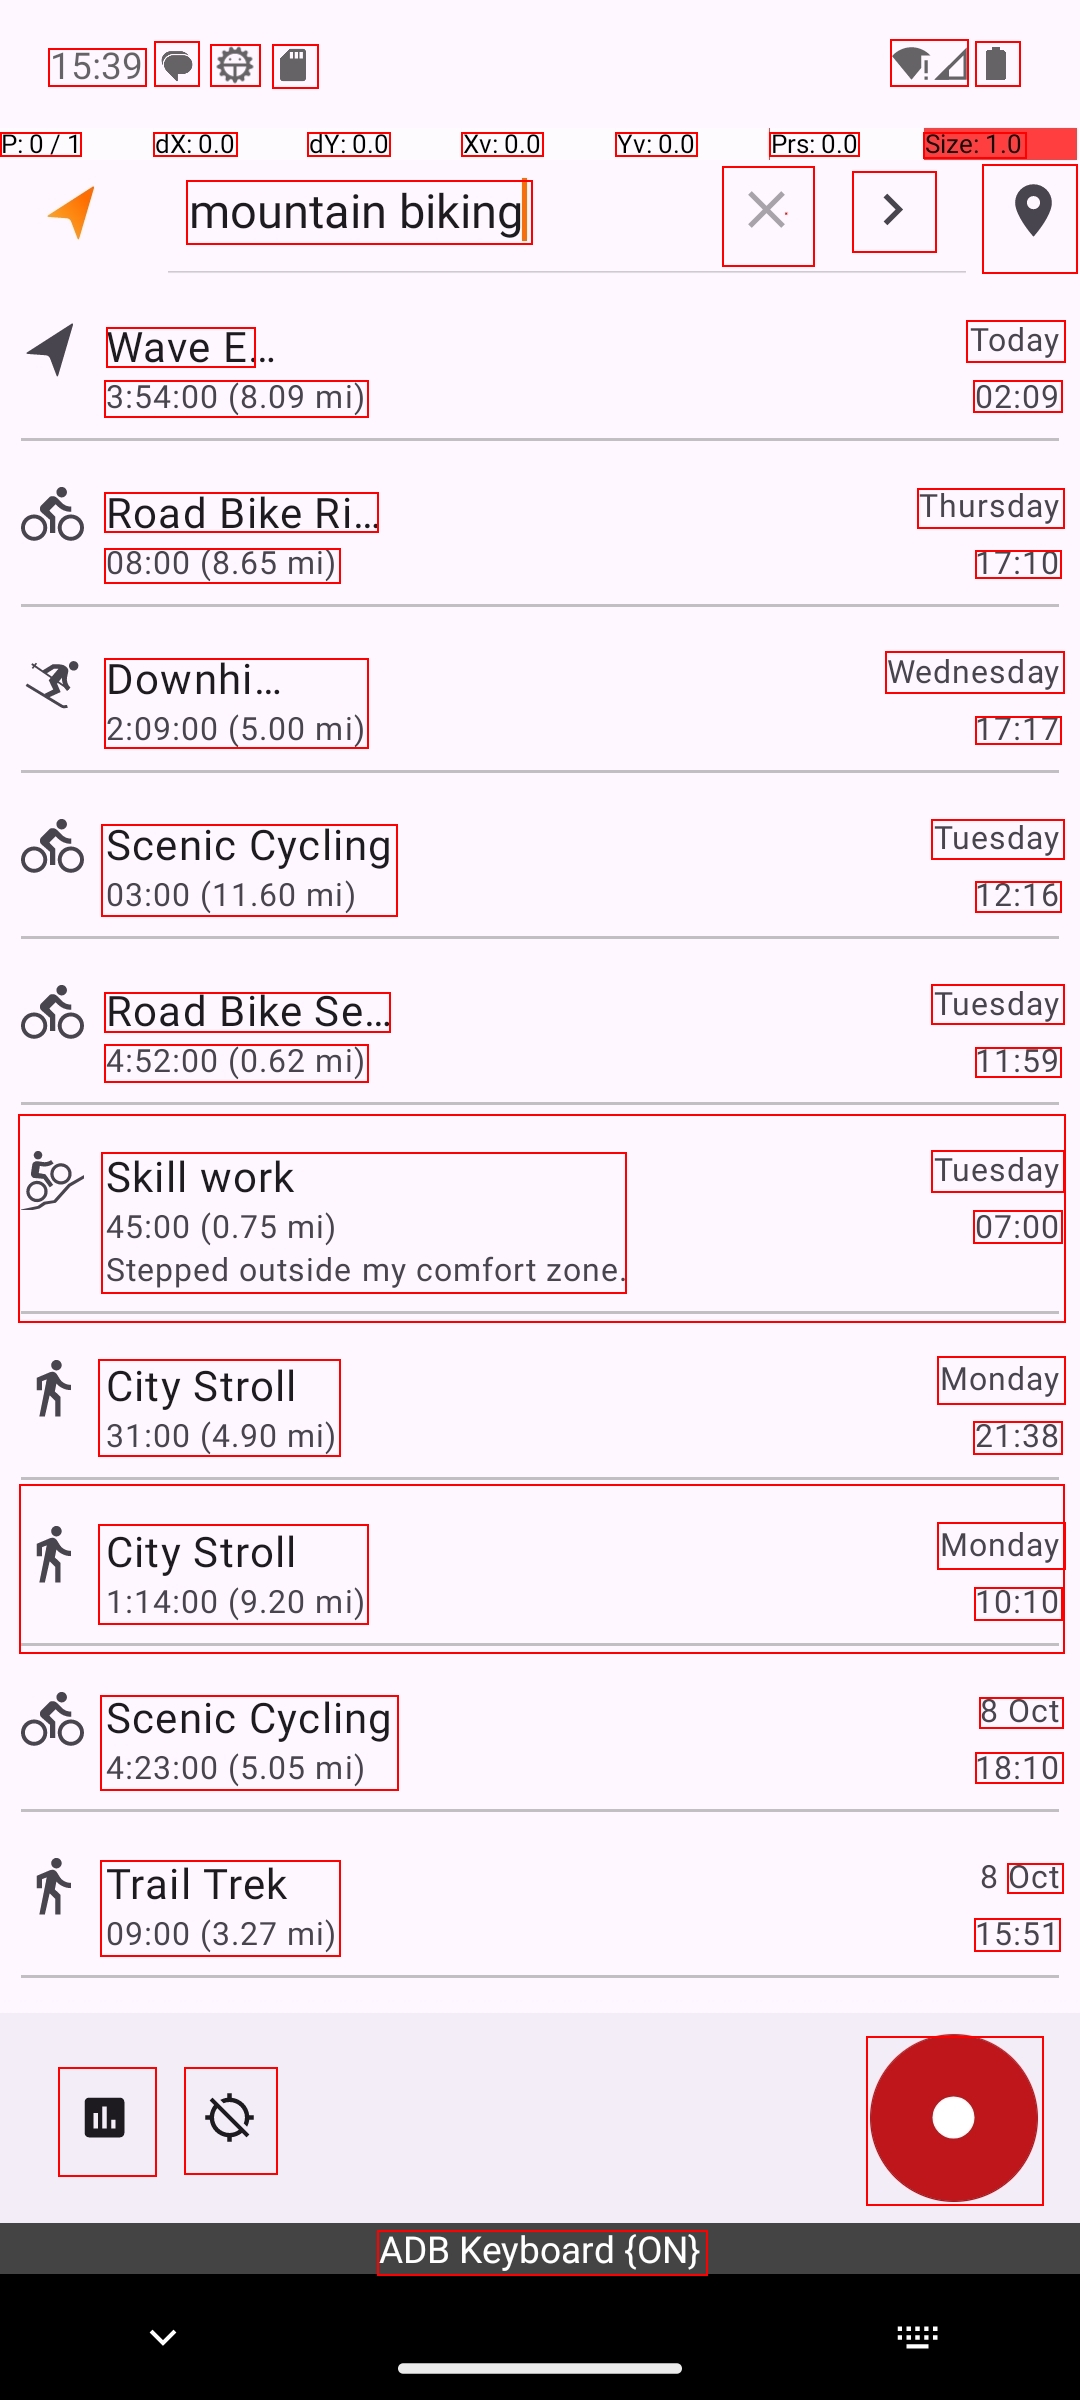 15:39
P: 0 / 1 dX: 0.0 dY: 0.0 Xv: 0.0 Yv: 0.0 Prs: 0.0 Size: 1.0
mountain biking
Wave E… Today
3:54:00 (8.09 mi) 02:09
Road Bike Ri… Thursday
08:00 (8.65 mi) 17:10
Downhi… Wednesday
2:09:00 (5.00 mi) 17:17
Scenic Cycling Tuesday
03:00 (11.60 mi) 12:16
Road Bike Se… Tuesday
4:52:00 (0.62 mi) 11:59
Skill work Tuesday
45:00 (0.75 mi) 07:00
Stepped outside my comfort zone.
City Stroll Monday
31:00 (4.90 mi) 21:38
City Stroll Monday
1:14:00 (9.20 mi) 10:10
Scenic Cycling 8 Oct
4:23:00 (5.05 mi) 18:10
Trail Trek 8 Oct
09:00 (3.27 mi) 15:51
ADB Keyboard {ON}